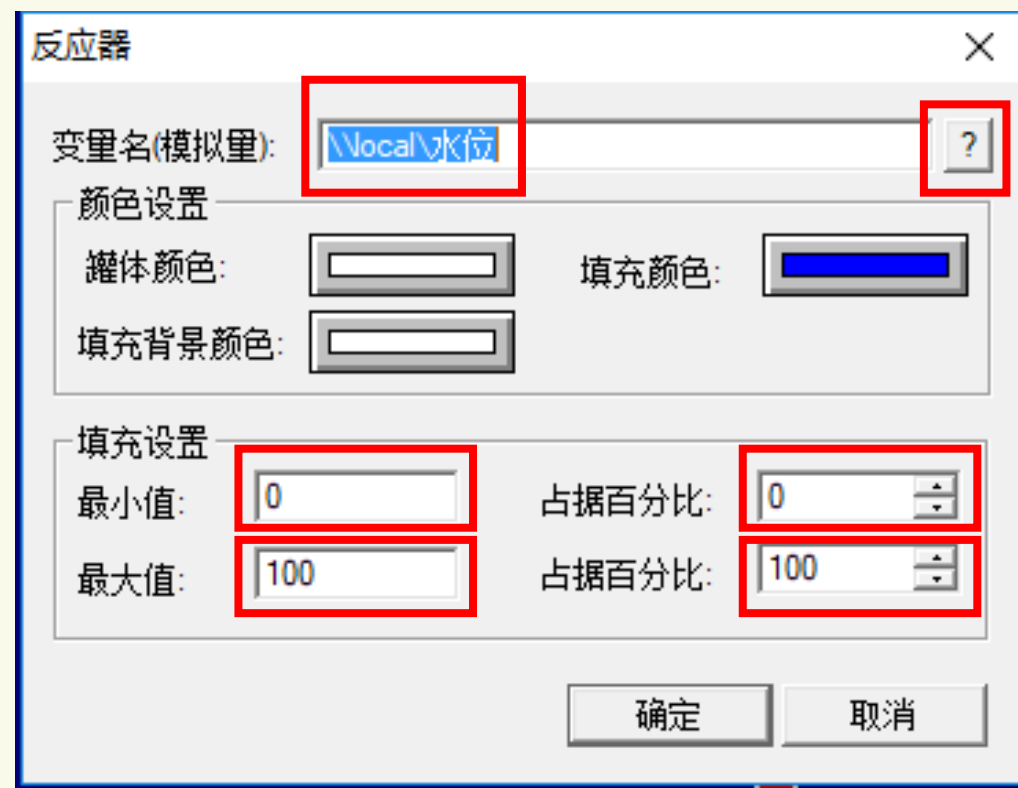 反应器
变量名(模拟量): \\local\水位 ?
颜色设置
罐体颜色: 填充颜色:
填充背景颜色:
填充设置
最小值: 0 占据百分比: 0
最大值: 100 占据百分比: 100
确定 取消